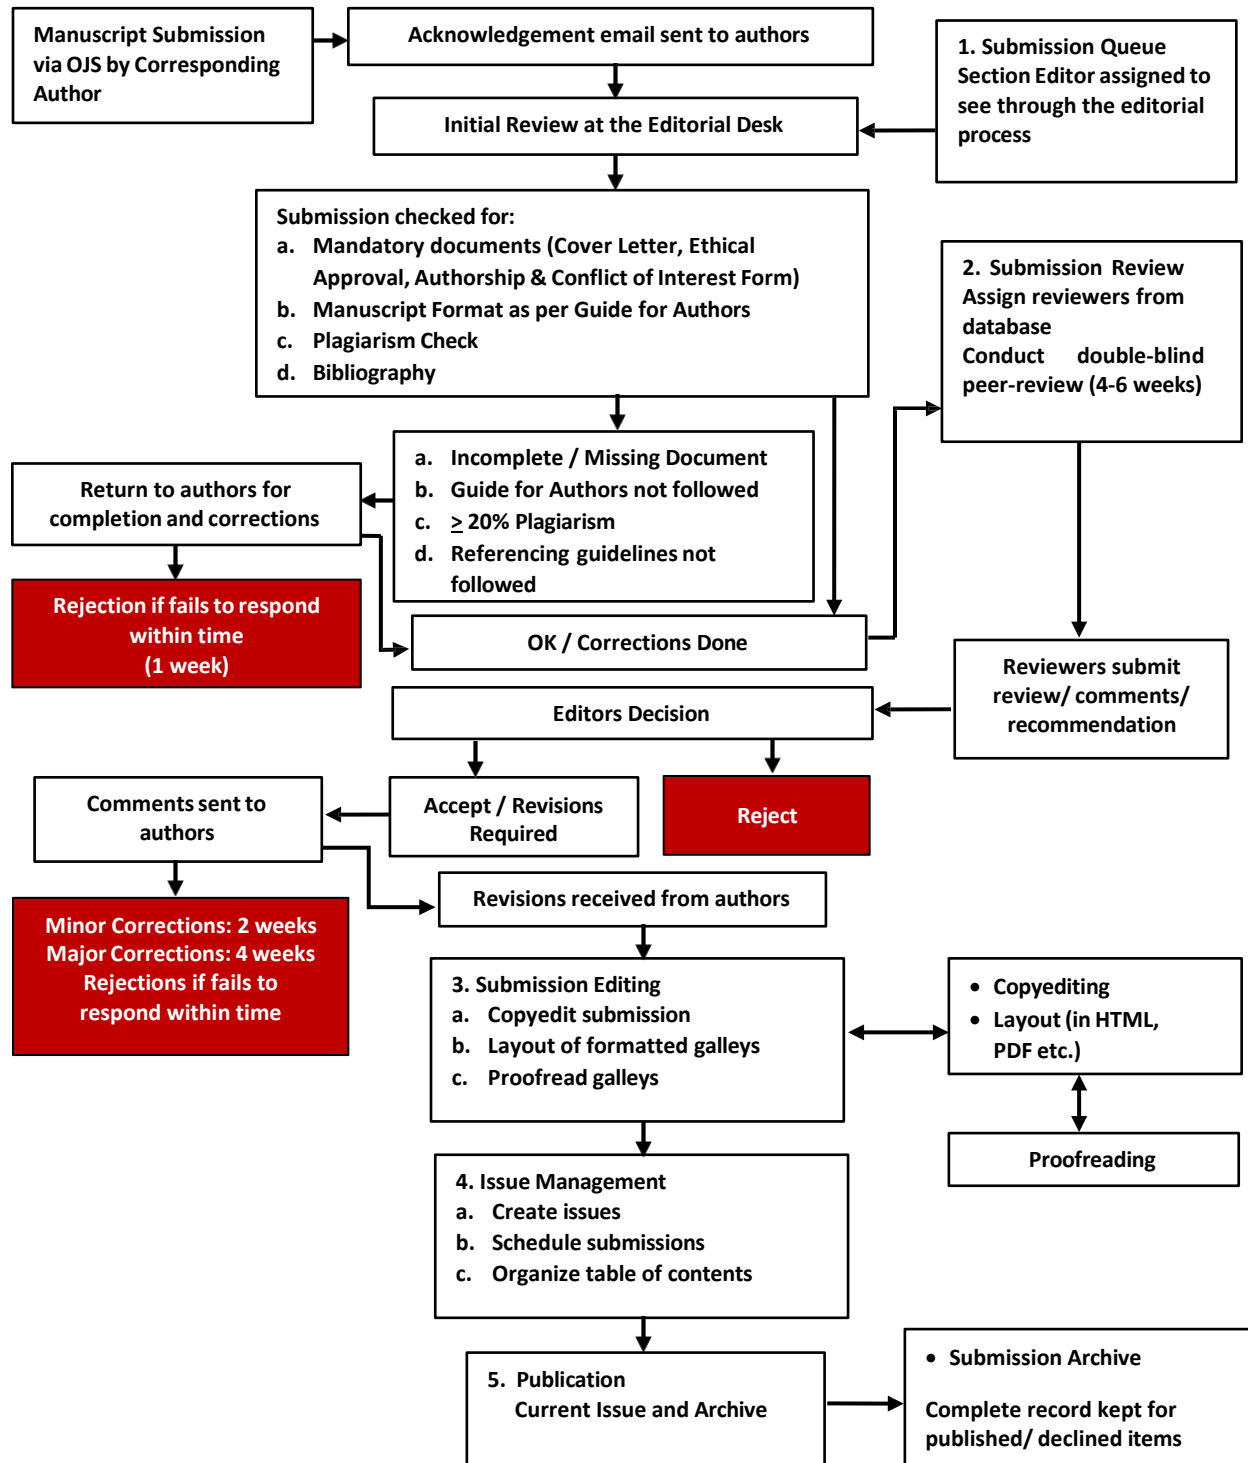 Manuscript Submission
via OJS by Corresponding
Author
Acknowledgement email sent to authors
1. Submission Queue
Section Editor assigned to
see through the editorial
process
Initial Review at the Editorial Desk
Submission checked for:
a. Mandatory documents (Cover Letter, Ethical
Approval, Authorship & Conflict of Interest Form)
b. Manuscript Format as per Guide for Authors
c. Plagiarism Check
d. Bibliography
2. Submission Review
Assign reviewers from
database
Conduct double-blind
peer-review (4-6 weeks)
a. Incomplete / Missing Document
b. Guide for Authors not followed
c. ≥ 20% Plagiarism
d. Referencing guidelines not
followed
Return to authors for
completion and corrections
Rejection if fails to respond
within time
(1 week)
OK / Corrections Done
Reviewers submit
review/ comments/
recommendation
Editors Decision
Accept / Revisions
Required
Reject
Comments sent to
authors
Revisions received from authors
Minor Corrections: 2 weeks
Major Corrections: 4 weeks
Rejections if fails to
respond within time
3. Submission Editing
a. Copyedit submission
b. Layout of formatted galleys
c. Proofread galleys
• Copyediting
• Layout (in HTML,
PDF etc.)
Proofreading
4. Issue Management
a. Create issues
b. Schedule submissions
c. Organize table of contents
5. Publication
Current Issue and Archive
• Submission Archive
Complete record kept for
published/ declined items